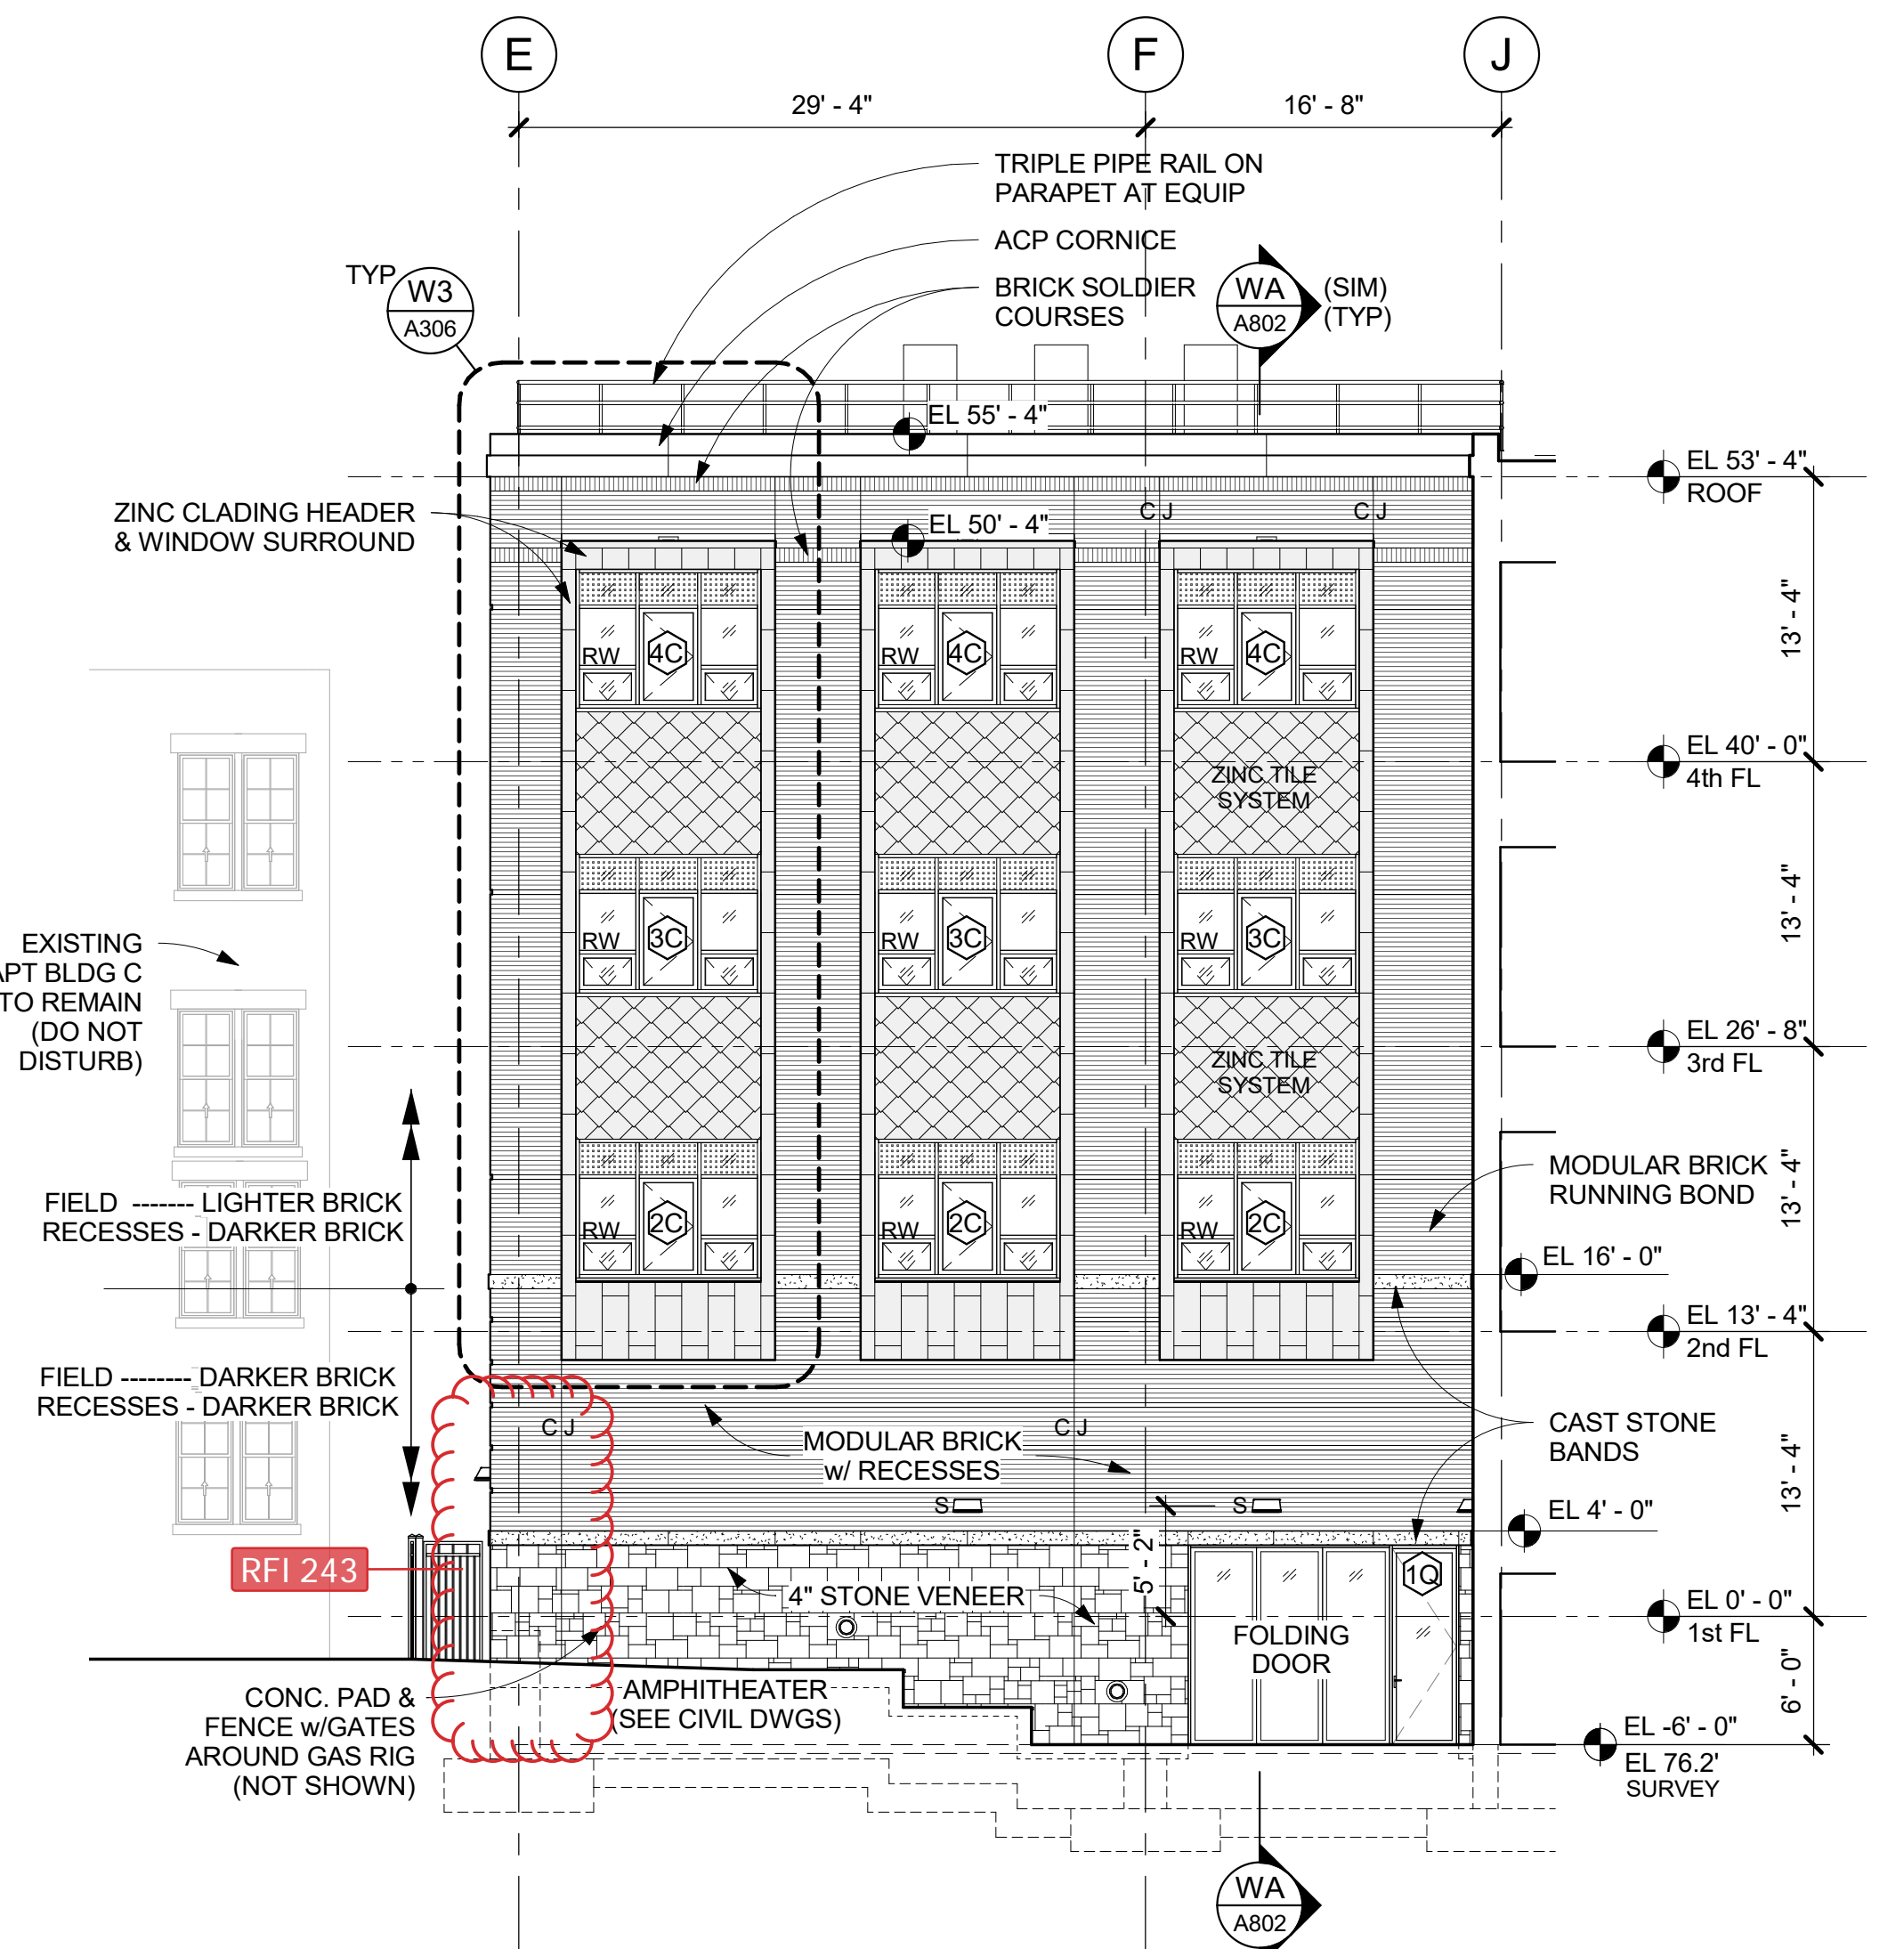 E
F
J
29' - 4"
16' - 8"
TRIPLE PIPE RAIL ON
PARAPET AT EQUIP
ACP CORNICE
BRICK SOLDIER
COURSES
TYP
W3
A306
WA
A802
(SIM)
(TYP)
EL 55' - 4"
EL 53' - 4"
ROOF
ZINC CLADING HEADER
& WINDOW SURROUND
EL 50' - 4"
CJ
CJ
RW
4C
RW
4C
RW
4C
13' - 4"
ZINC TILE
SYSTEM
EL 40' - 0"
4th FL
RW
3C
RW
3C
RW
3C
13' - 4"
EXISTING
APT BLDG C
TO REMAIN
(DO NOT
DISTURB)
ZINC TILE
SYSTEM
EL 26' - 8"
3rd FL
FIELD ------- LIGHTER BRICK
RECESSES - DARKER BRICK
RW
2C
RW
2C
RW
2C
MODULAR BRICK
RUNNING BOND
13' - 4"
EL 16' - 0"
EL 13' - 4"
2nd FL
FIELD -------- DARKER BRICK
RECESSES - DARKER BRICK
CJ
CJ
MODULAR BRICK
w/ RECESSES
CAST STONE
BANDS
13' - 4"
S
S
EL 4' - 0"
RFI 243
5' - 2"
4" STONE VENEER
1Q
FOLDING
DOOR
EL 0' - 0"
1st FL
CONC. PAD &
FENCE w/GATES
AROUND GAS RIG
(NOT SHOWN)
AMPHITHEATER
(SEE CIVIL DWGS)
6' - 0"
EL -6' - 0"
EL 76.2'
SURVEY
WA
A802